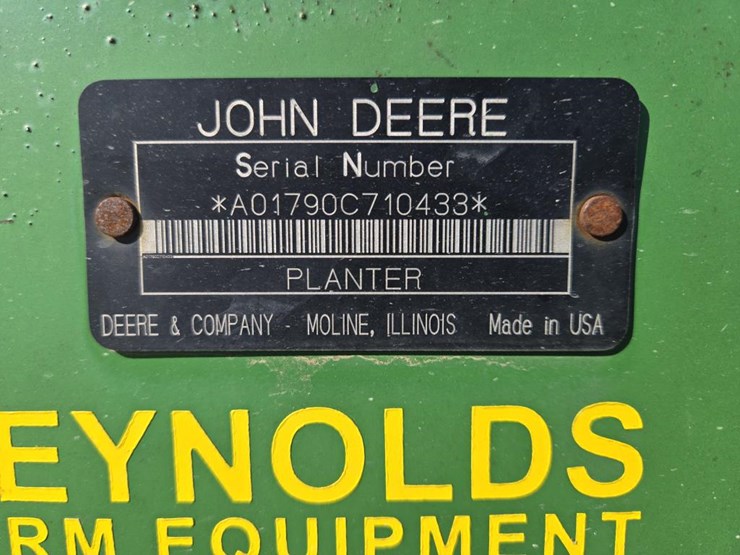 JOHN DEERE
Serial Number
*A01790C710433*
PLANTER
DEERE & COMPANY - MOLINE, ILLINOIS Made in USA
EYNOLDS
RM EQUIPMENT